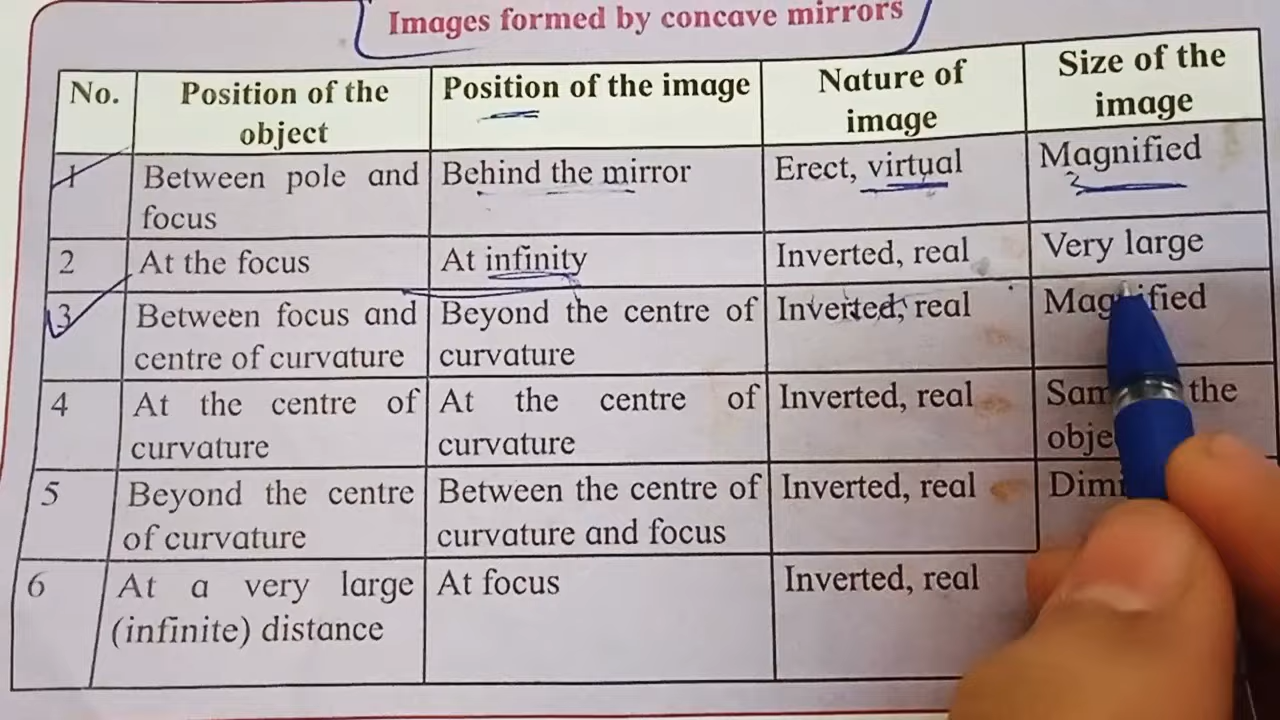 Images formed by concave mirrors
No. Position of the object Position of the image Nature of image Size of the image
1 Between pole and focus Behind the mirror Erect, virtual Magnified
2 At the focus At infinity Inverted, real Very large
3 Between focus and centre of curvature Beyond the centre of curvature Inverted, real Magnified
4 At the centre of curvature At the centre of curvature Inverted, real the
5 Beyond the centre of curvature Between the centre of curvature and focus Inverted, real
6 At a very large (infinite) distance At focus Inverted, real